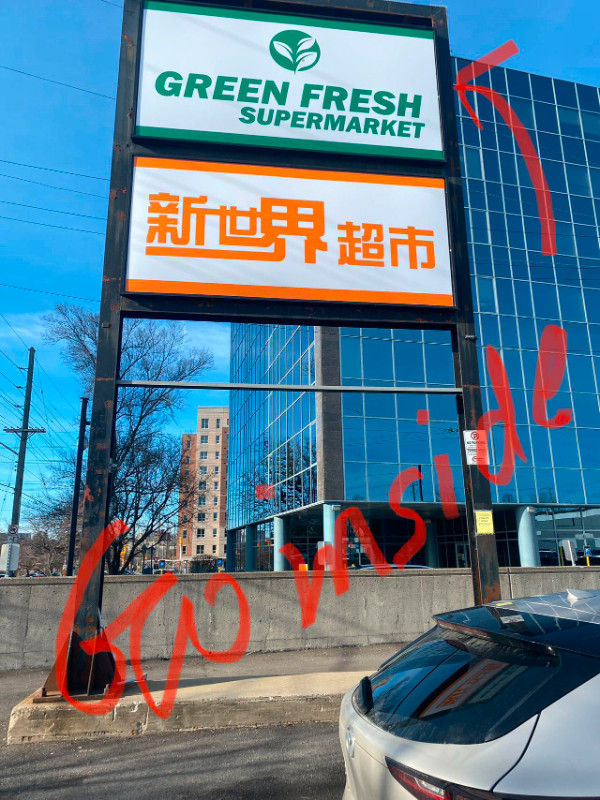 GREEN FRESH
SUPERMARKET
新世界超市
Go inside